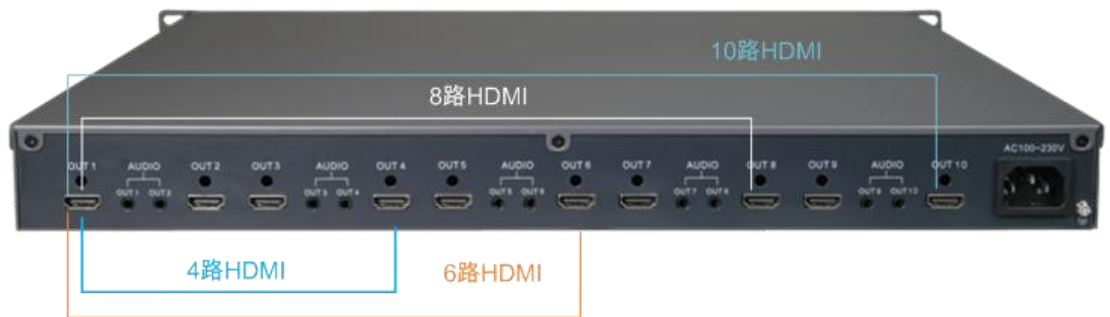 10路HDMI
8路HDMI
AC100~230V
OUT 1 AUDIO OUT 2 OUT 3 AUDIO OUT 4 OUT 5 AUDIO OUT 6 OUT 7 AUDIO OUT 8 OUT 9 AUDIO OUT 10
OUT 1 OUT 2 OUT 3 OUT 4 OUT 5 OUT 6 OUT 7 OUT 8 OUT 9 OUT 10
4路HDMI
6路HDMI